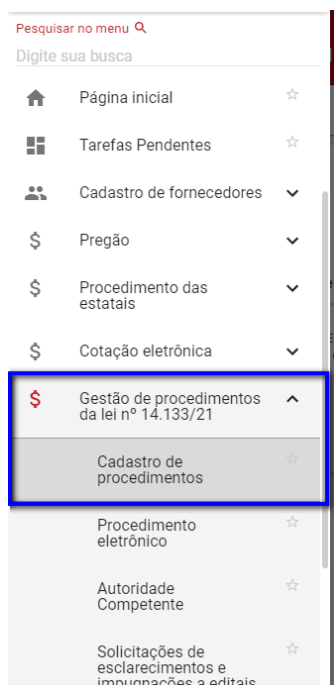 Pesquisar no menu
Digite sua busca
Página inicial
Tarefas Pendentes
Cadastro de fornecedores
$ Pregão
$ Procedimento das
estatais
$ Cotação eletrônica
$ Gestão de procedimentos
da lei nº 14.133/21
Cadastro de
procedimentos
Procedimento
eletrônico
Autoridade
Competente
Solicitações de
esclarecimentos e
impugnações a editais